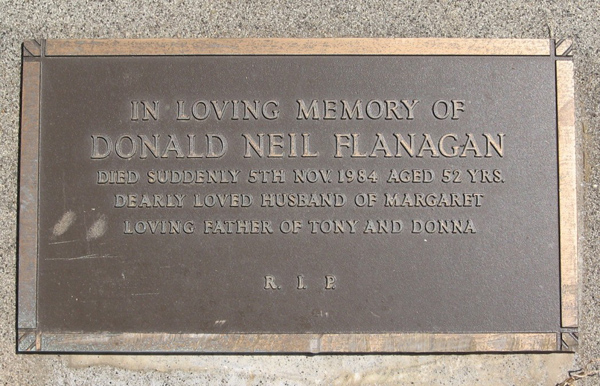 IN LOVING MEMORY OF
DONALD NEIL FLANAGAN
DIED SUDDENLY 5TH NOV. 1984 AGED 52 YRS.
DEARLY LOVED HUSBAND OF MARGARET
LOVING FATHER OF TONY AND DONNA
R. I. P.